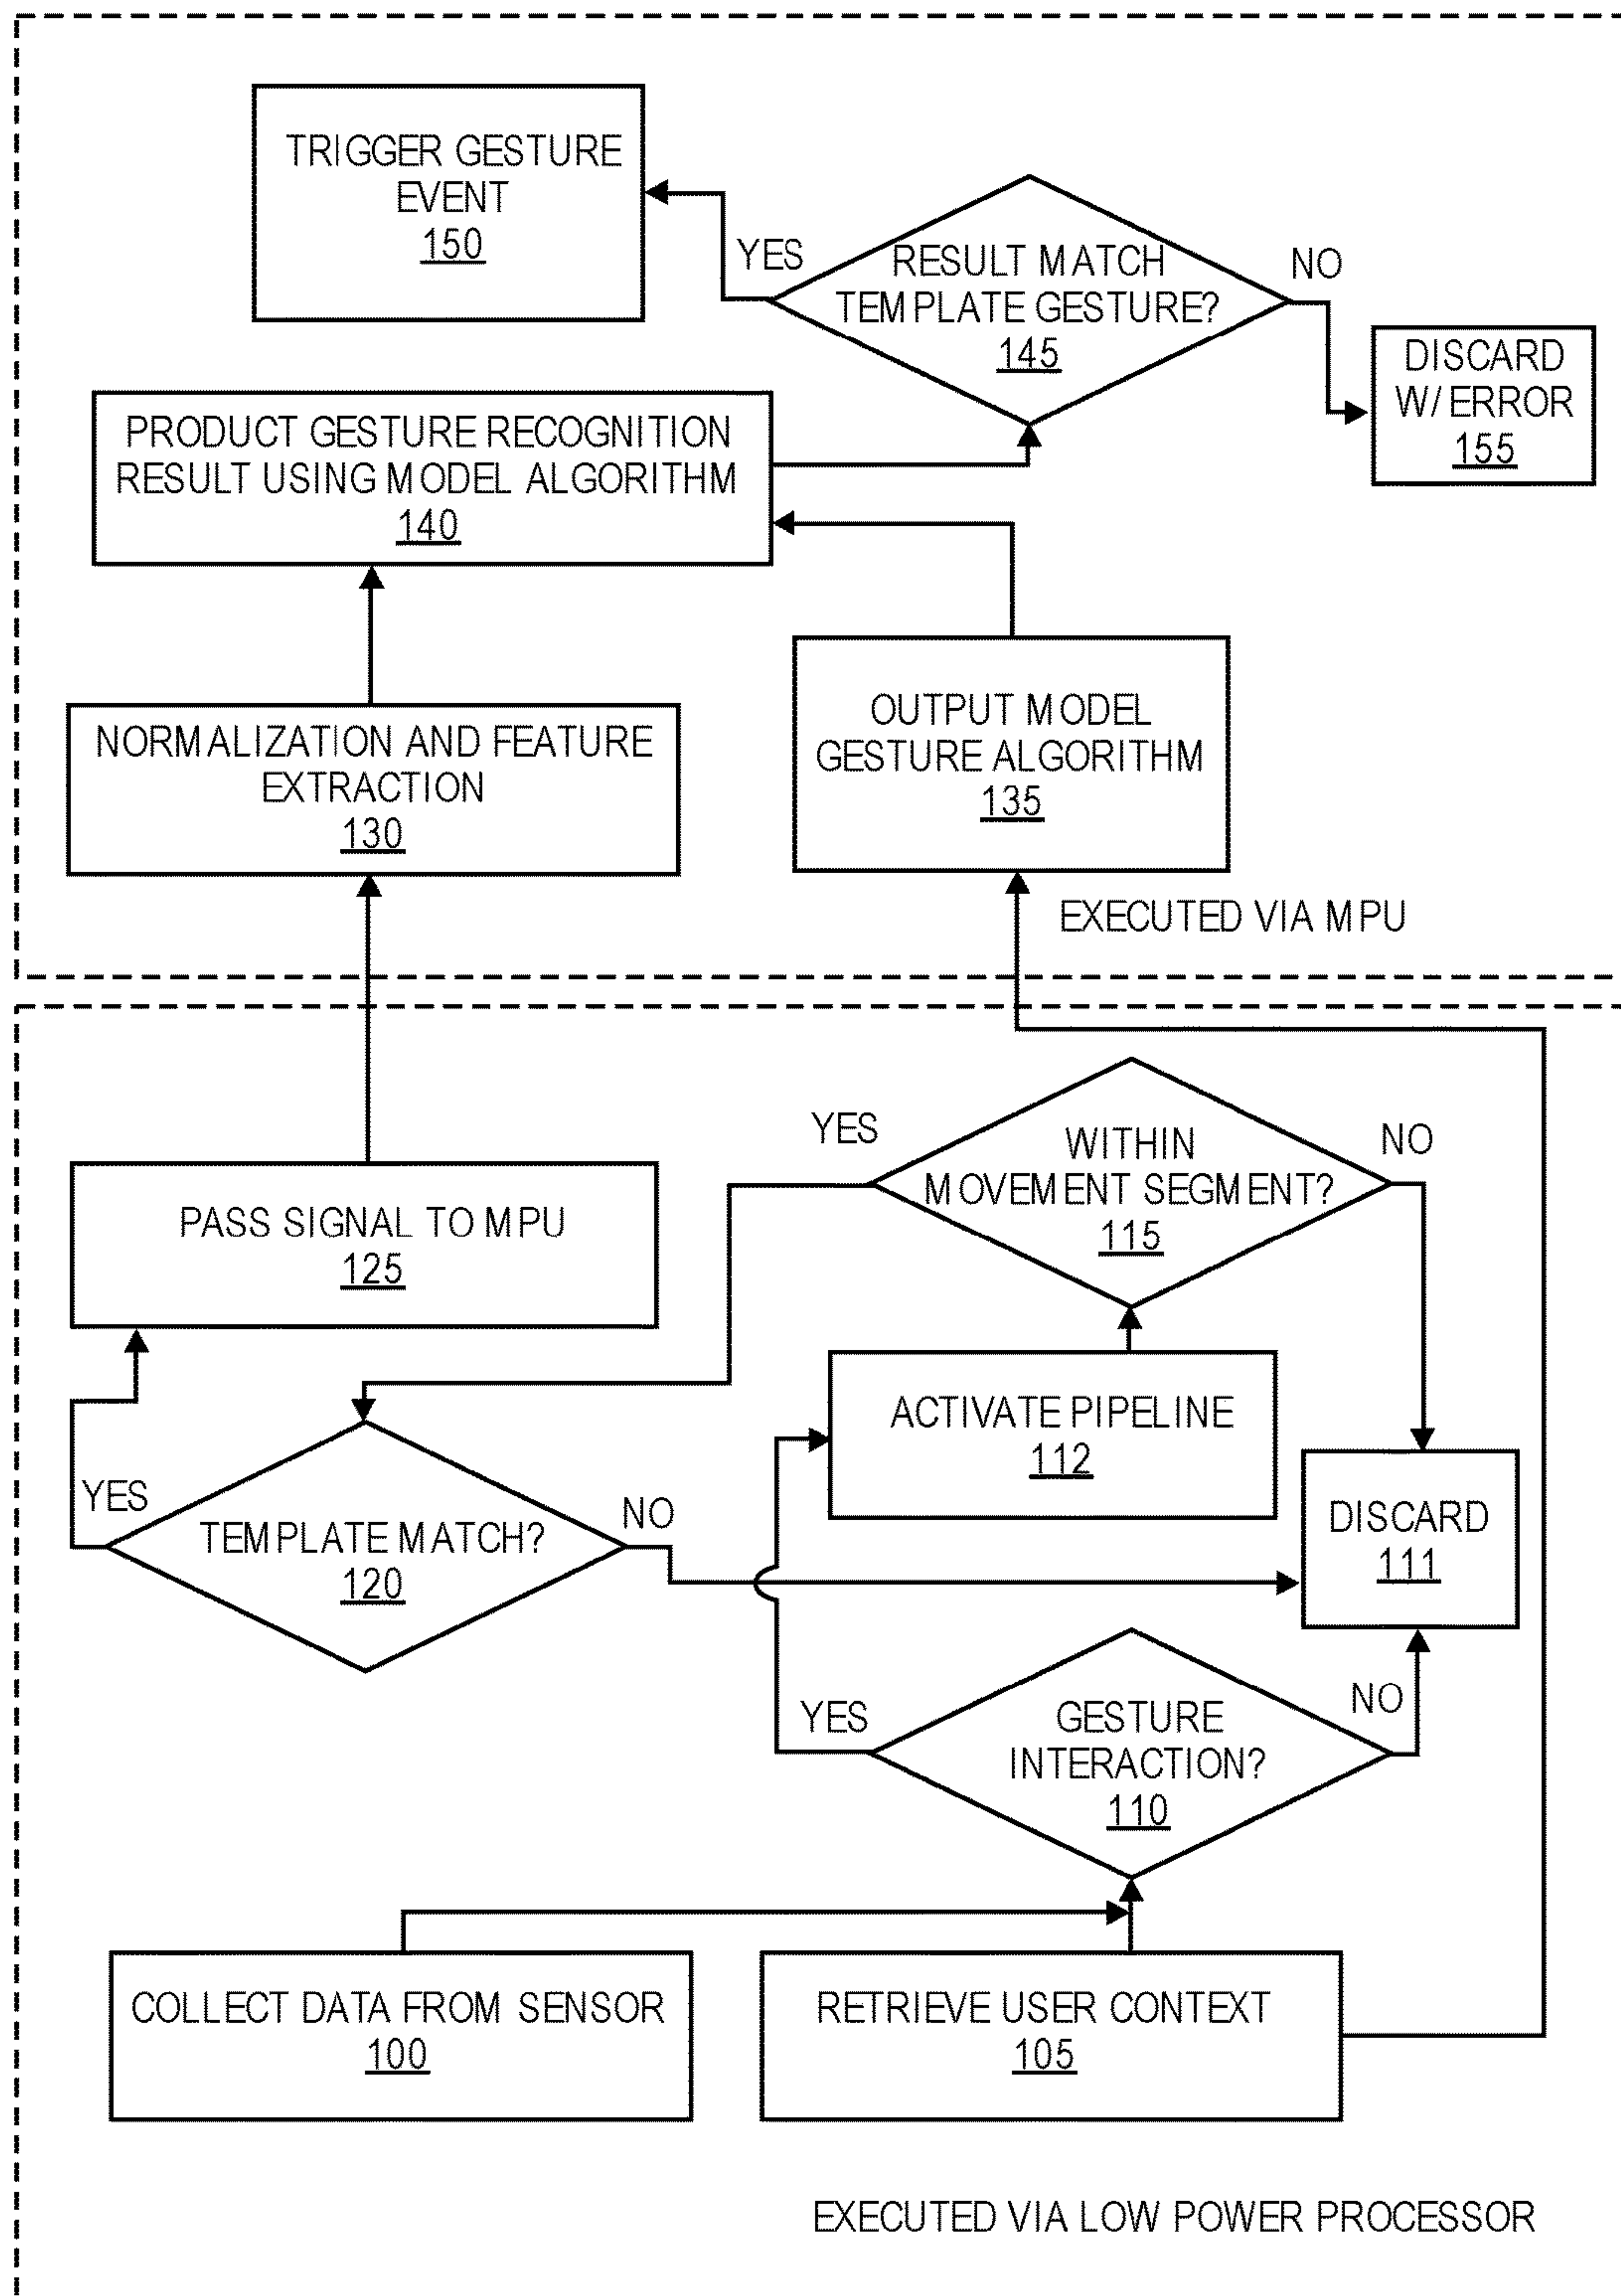 TRIGGER GESTURE
EVENT
150
YES
RESULT MATCH
TEMPLATE GESTURE?
145
NO
DISCARD
W/ ERROR
155
PRODUCT GESTURE RECOGNITION
RESULT USING MODEL ALGORITHM
140
NORMALIZATION AND FEATURE
EXTRACTION
130
OUTPUT MODEL
GESTURE ALGORITHM
135
EXECUTED VIA MPU
YES
WITHIN
MOVEMENT SEGMENT?
115
NO
PASS SIGNAL TO MPU
125
ACTIVATE PIPELINE
112
YES
TEMPLATE MATCH?
120
NO
DISCARD
111
YES
GESTURE
INTERACTION?
110
NO
COLLECT DATA FROM SENSOR
100
RETRIEVE USER CONTEXT
105
EXECUTED VIA LOW POWER PROCESSOR